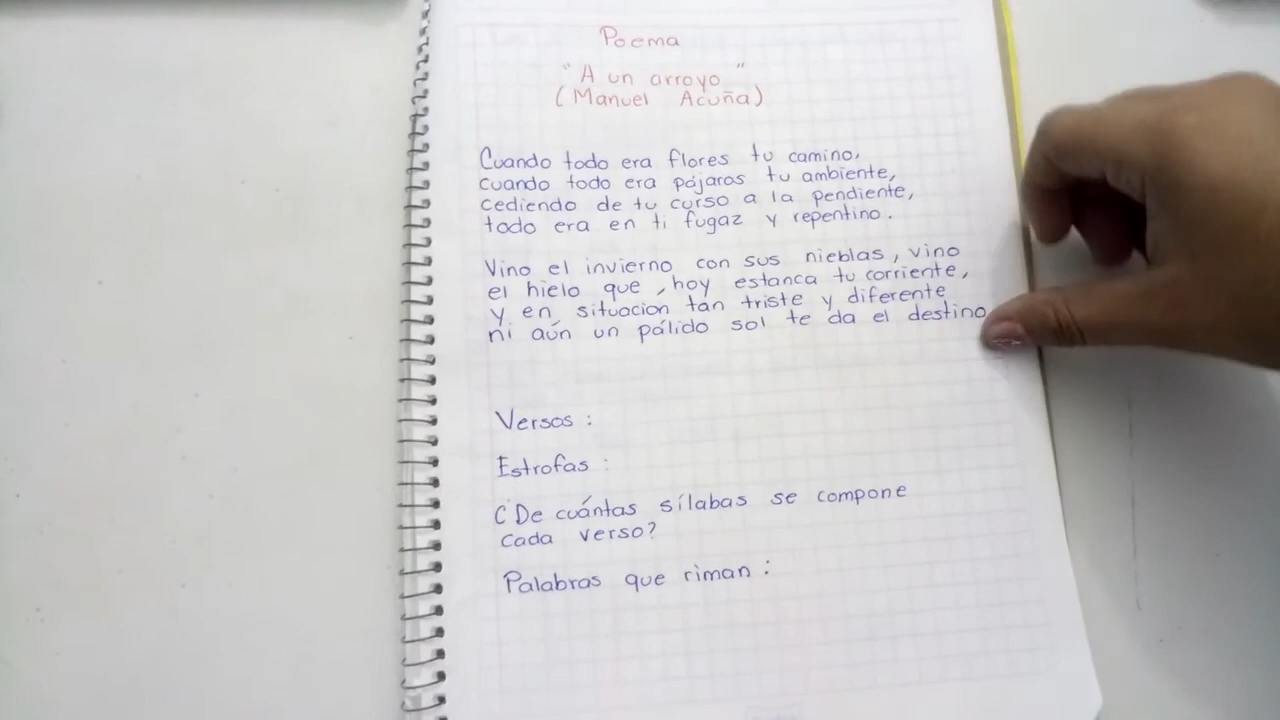 Poema
"A un arroyo"
(Manuel Acuña)
Cuando todo era flores tu camino,
cuando todo era pájaros tu ambiente,
cediendo de tu curso a la pendiente,
todo era en ti fugaz y repentino.
Vino el invierno con sus nieblas, vino
el hielo que, hoy estanca tu corriente,
y en situacion tan triste y diferente
ni aún un pálido sol te da el destino
Versos :
Estrofas :
¿De cuántas sílabas se compone
cada verso?
Palabras que riman :